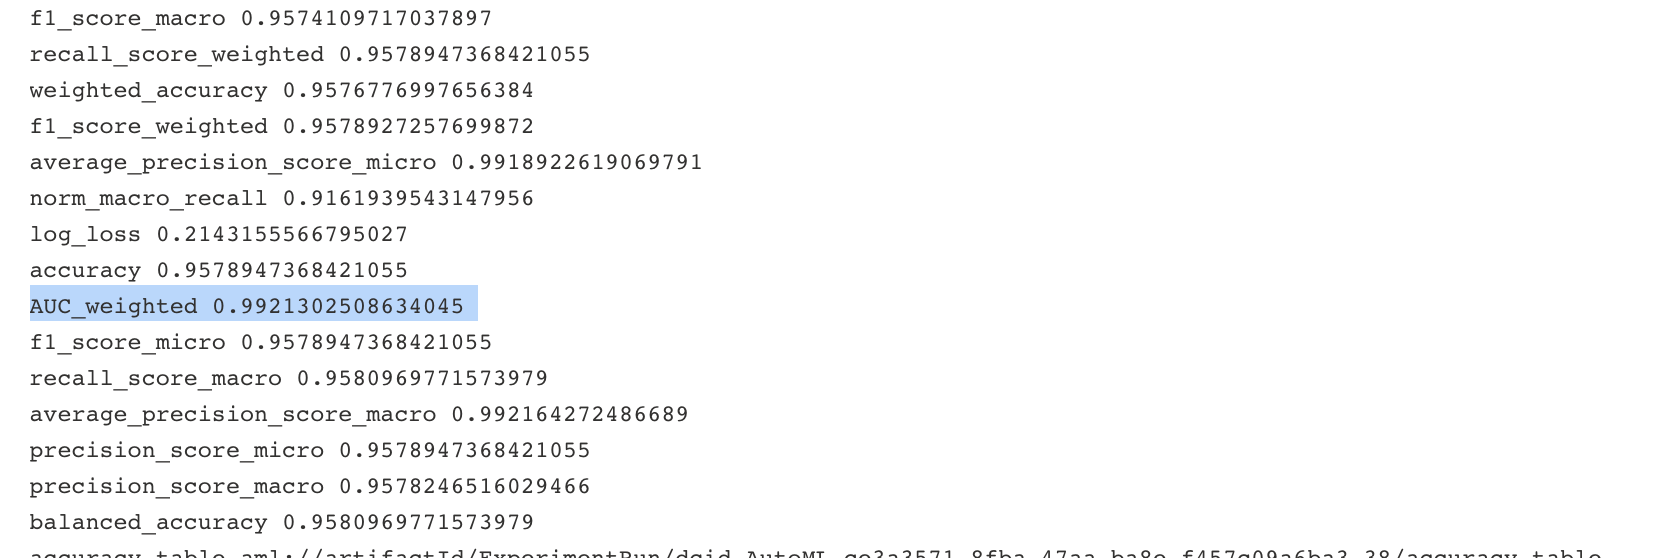 f1_score_macro 0.9574109717037897
recall_score_weighted 0.9578947368421055
weighted_accuracy 0.9576776997656384
f1_score_weighted 0.9578927257699872
average_precision_score_micro 0.9918922619069791
norm_macro_recall 0.9161939543147956
log_loss 0.2143155566795027
accuracy 0.9578947368421055
AUC_weighted 0.9921302508634045
f1_score_micro 0.9578947368421055
recall_score_macro 0.9580969771573979
average_precision_score_macro 0.992164272486689
precision_score_micro 0.9578947368421055
precision_score_macro 0.9578246516029466
balanced_accuracy 0.9580969771573979